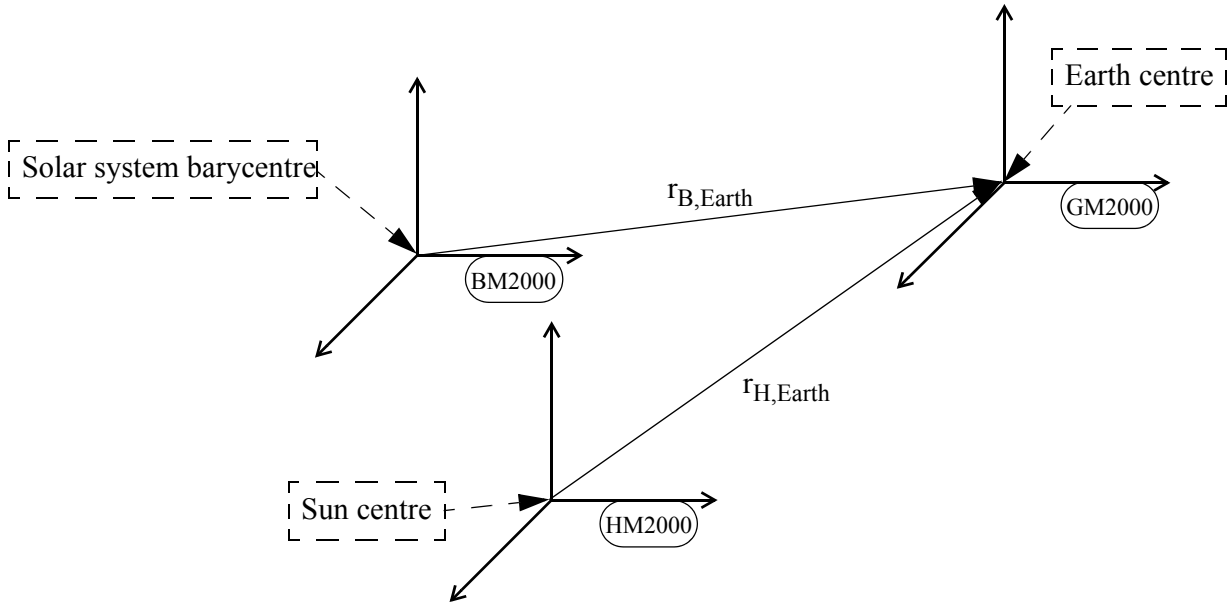 Earth centre
Solar system barycentre
r_B,Earth
GM2000
BM2000
r_H,Earth
Sun centre
HM2000